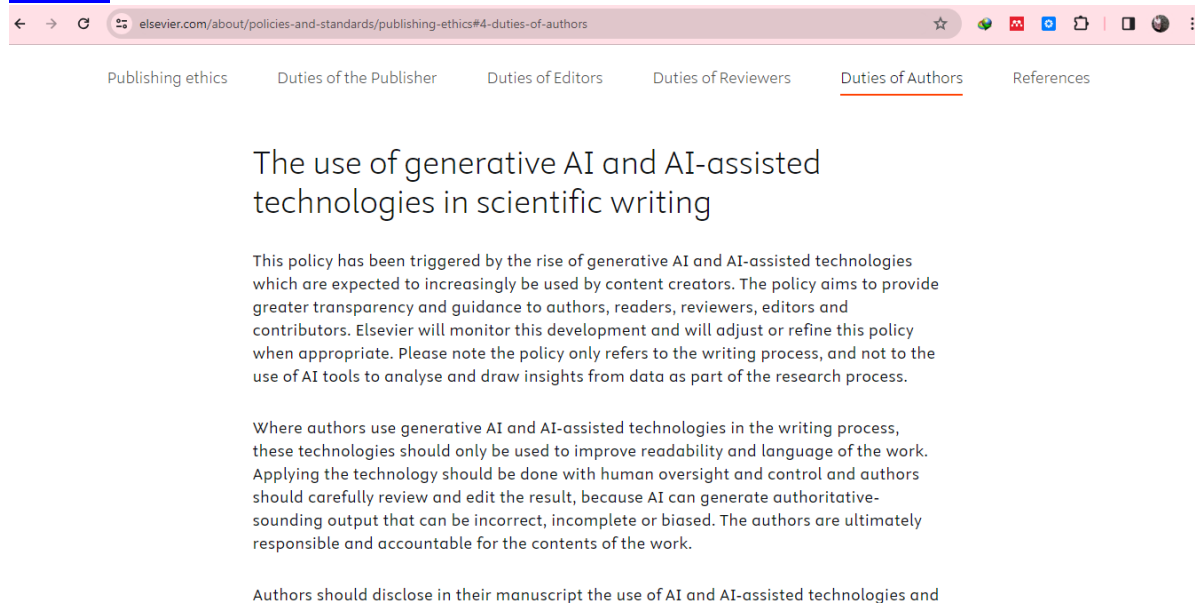 elsevier.com/about/policies-and-standards/publishing-ethics#4-duties-of-authors
Publishing ethics Duties of the Publisher Duties of Editors Duties of Reviewers Duties of Authors References
The use of generative AI and AI-assisted
technologies in scientific writing
This policy has been triggered by the rise of generative AI and AI-assisted technologies
which are expected to increasingly be used by content creators. The policy aims to provide
greater transparency and guidance to authors, readers, reviewers, editors and
contributors. Elsevier will monitor this development and will adjust or refine this policy
when appropriate. Please note the policy only refers to the writing process, and not to the
use of AI tools to analyse and draw insights from data as part of the research process.
Where authors use generative AI and AI-assisted technologies in the writing process,
these technologies should only be used to improve readability and language of the work.
Applying the technology should be done with human oversight and control and authors
should carefully review and edit the result, because AI can generate authoritative-
sounding output that can be incorrect, incomplete or biased. The authors are ultimately
responsible and accountable for the contents of the work.
Authors should disclose in their manuscript the use of AI and AI-assisted technologies and